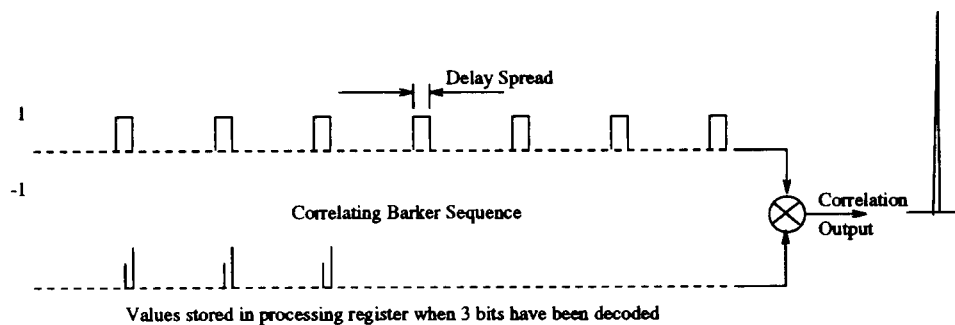 Delay Spread
1
-1
Correlating Barker Sequence
Correlation
Output
Values stored in processing register when 3 bits have been decoded